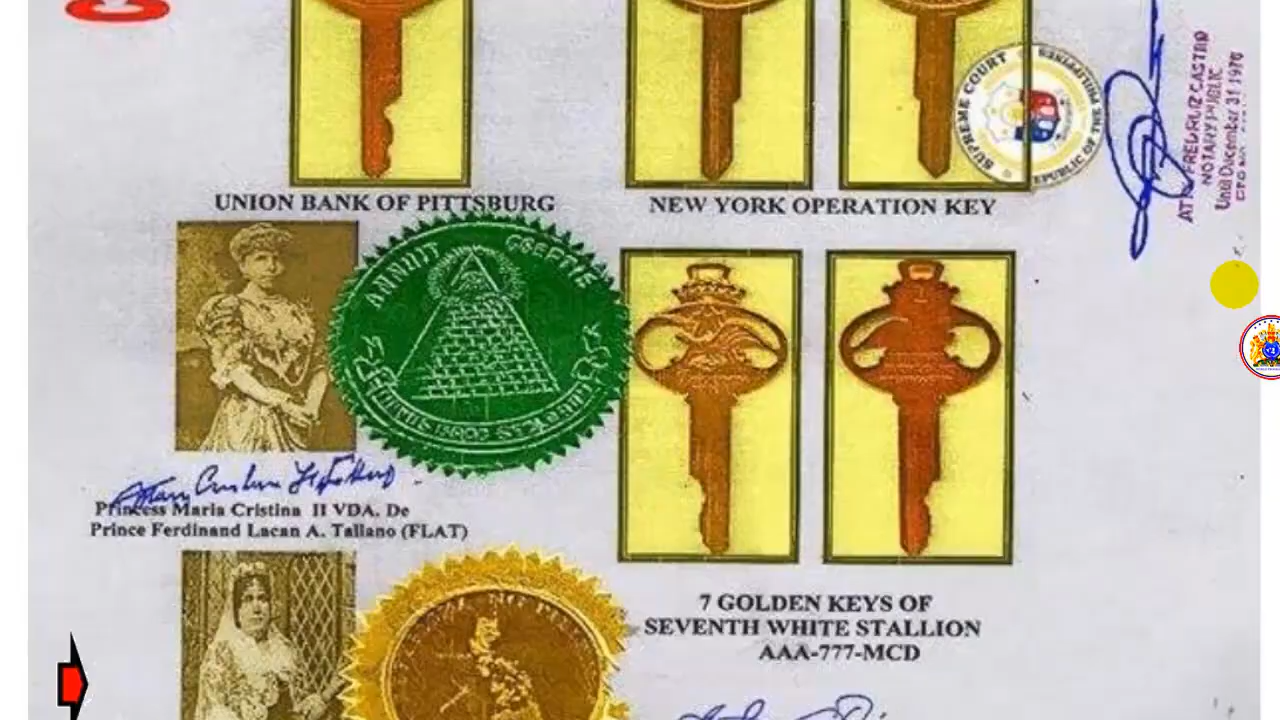 UNION BANK OF PITTSBURG
NEW YORK OPERATION KEY
SUPREME COURT
REPUBLIC OF THE PHILIPPINES
NOTARY PUBLIC
Until December 31 1976
ANNUIT COEPTIS
Princess Maria Cristina II VDA. De
Prince Ferdinand Lacan A. Tallano (FLAT)
7 GOLDEN KEYS OF
SEVENTH WHITE STALLION
AAA-777-MCD